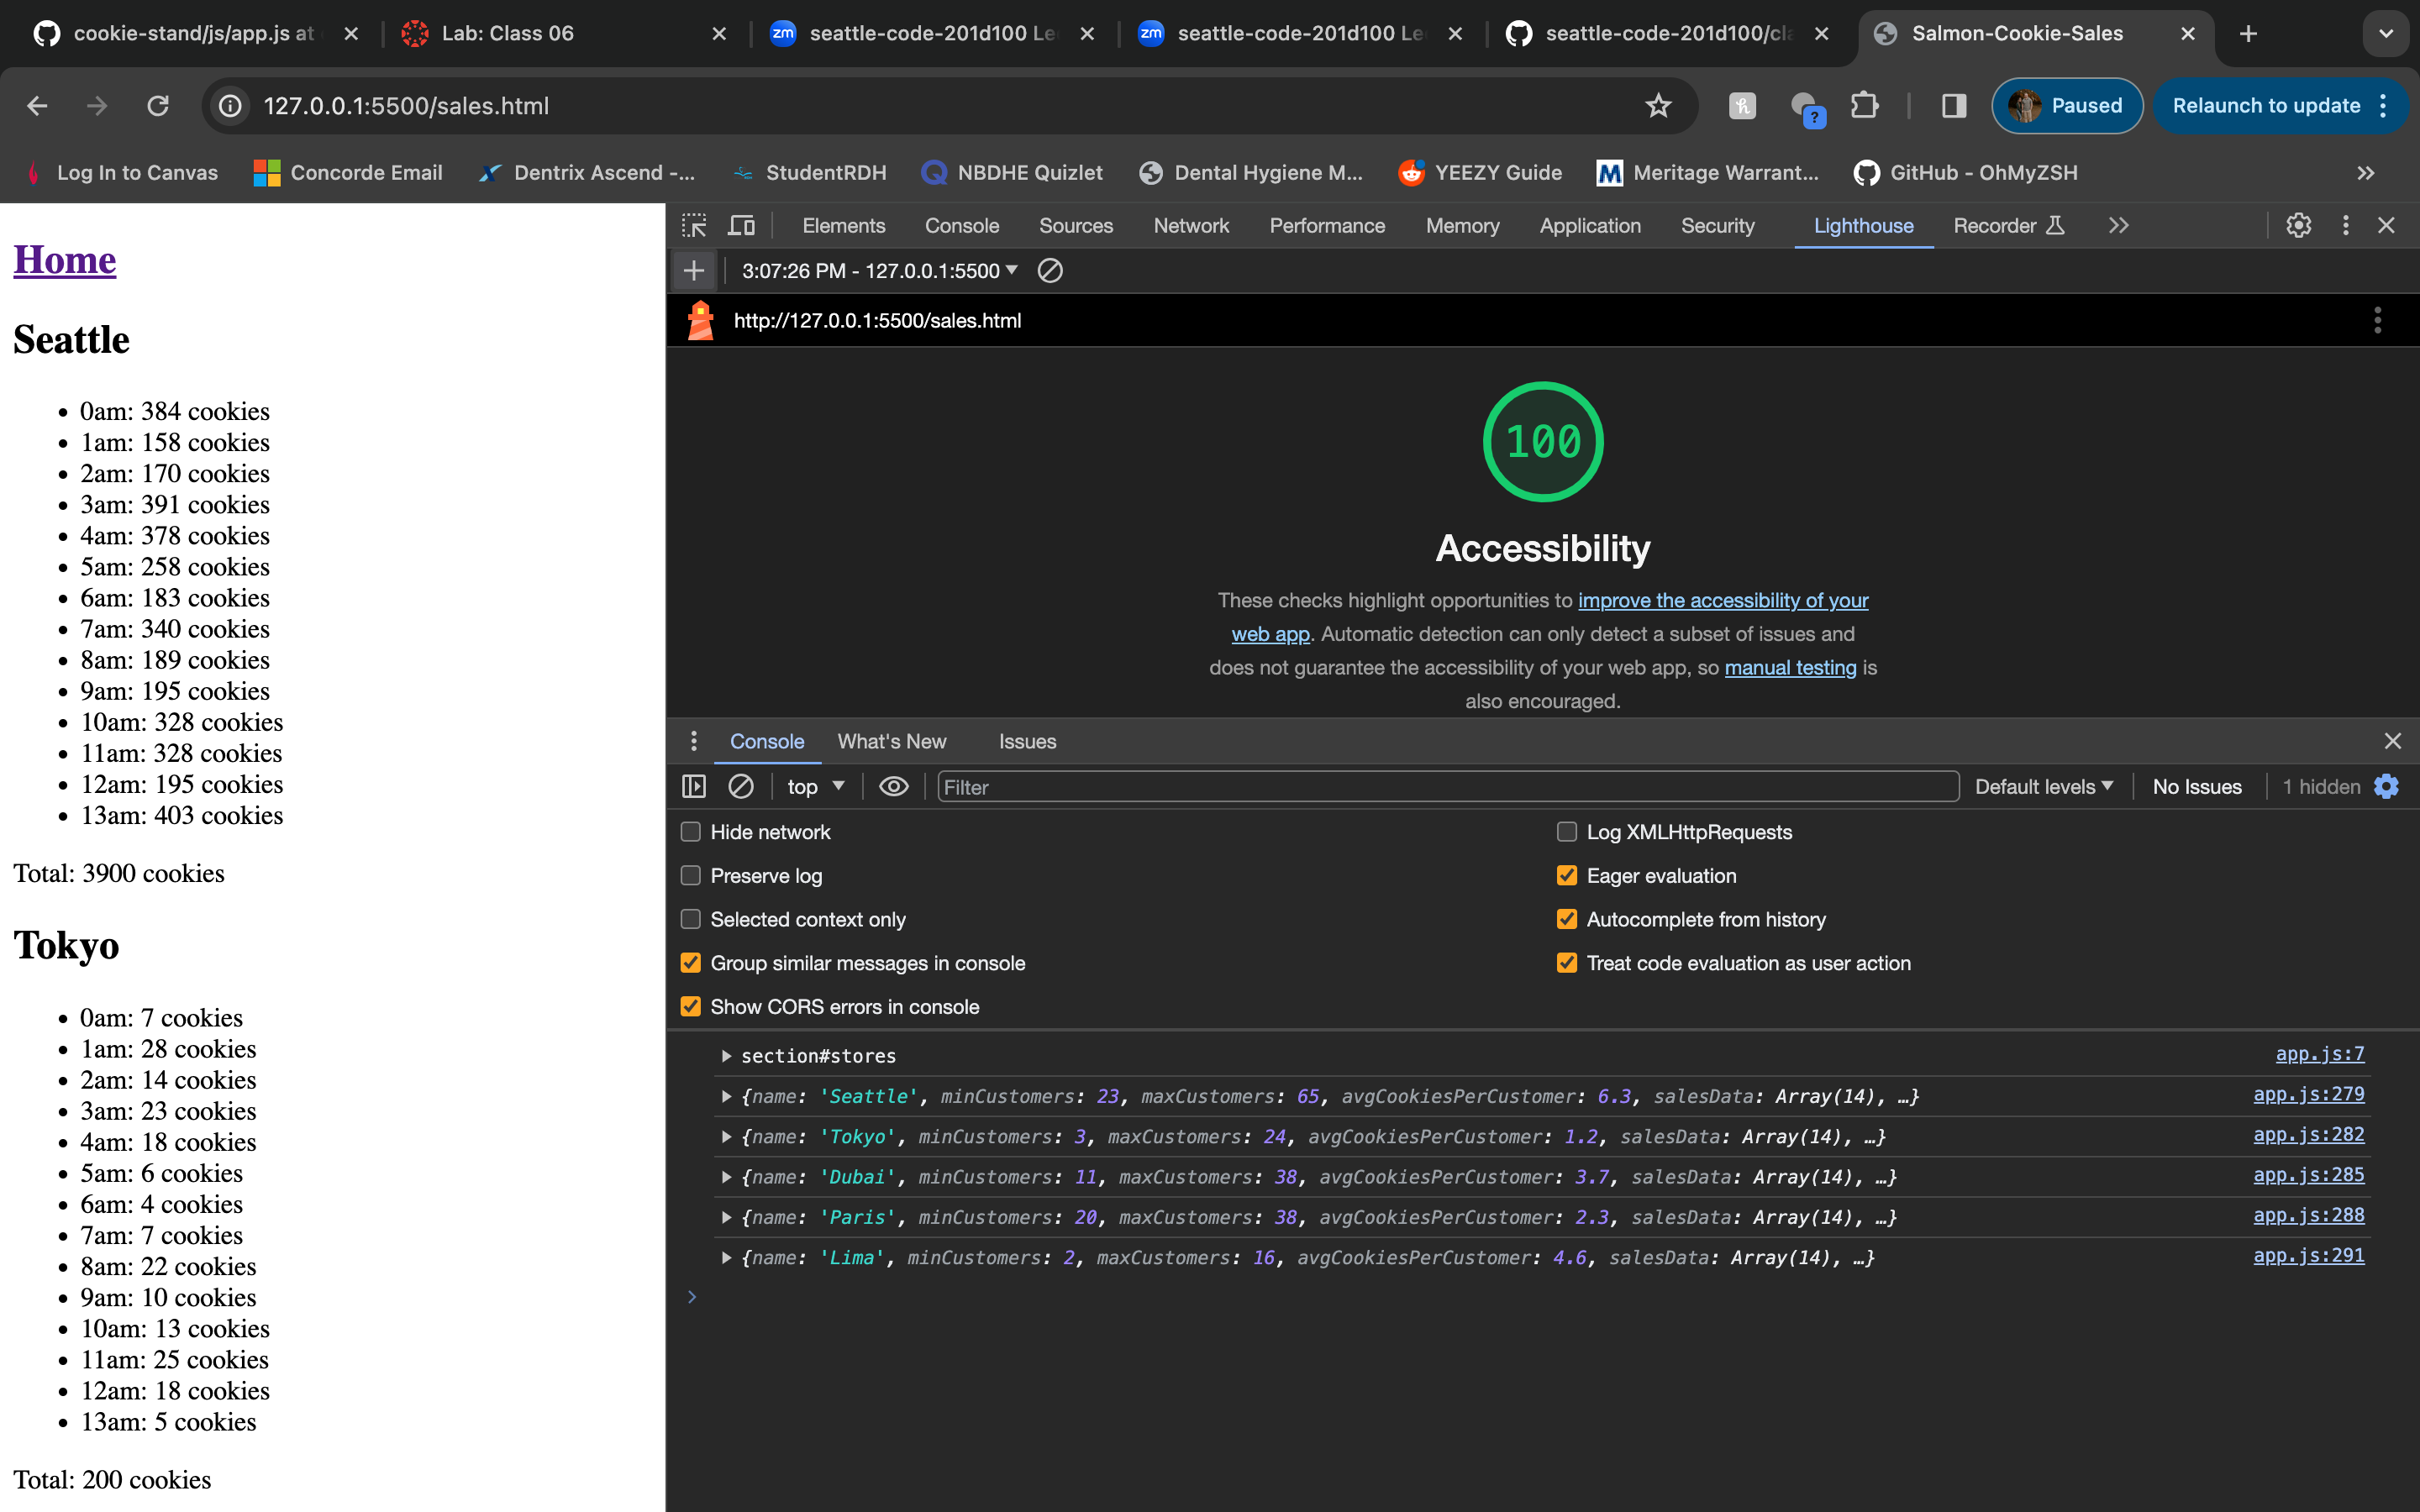 cookie-stand/js/app.js at
Lab: Class 06
zm seattle-code-201d100 Le
zm seattle-code-201d100 Le
seattle-code-201d100/cla
Salmon-Cookie-Sales
127.0.0.1:5500/sales.html
Paused
Relaunch to update
Log In to Canvas
Concorde Email
Dentrix Ascend -...
StudentRDH
NBDHE Quizlet
Dental Hygiene M...
YEEZY Guide
Meritage Warrant...
GitHub - OhMyZSH
Home
Seattle
0am: 384 cookies
1am: 158 cookies
2am: 170 cookies
3am: 391 cookies
4am: 378 cookies
5am: 258 cookies
6am: 183 cookies
7am: 340 cookies
8am: 189 cookies
9am: 195 cookies
10am: 328 cookies
11am: 328 cookies
12am: 195 cookies
13am: 403 cookies
Total: 3900 cookies
Tokyo
0am: 7 cookies
1am: 28 cookies
2am: 14 cookies
3am: 23 cookies
4am: 18 cookies
5am: 6 cookies
6am: 4 cookies
7am: 7 cookies
8am: 22 cookies
9am: 10 cookies
10am: 13 cookies
11am: 25 cookies
12am: 18 cookies
13am: 5 cookies
Total: 200 cookies
Elements Console Sources Network Performance Memory Application Security Lighthouse Recorder
3:07:26 PM - 127.0.0.1:5500
http://127.0.0.1:5500/sales.html
100
Accessibility
These checks highlight opportunities to improve the accessibility of your
web app. Automatic detection can only detect a subset of issues and
does not guarantee the accessibility of your web app, so manual testing is
also encouraged.
Console What's New Issues
top Filter Default levels No Issues 1 hidden
Hide network
Log XMLHttpRequests
Preserve log
Eager evaluation
Selected context only
Autocomplete from history
Group similar messages in console
Treat code evaluation as user action
Show CORS errors in console
section#stores app.js:7
{name: 'Seattle', minCustomers: 23, maxCustomers: 65, avgCookiesPerCustomer: 6.3, salesData: Array(14), …} app.js:279
{name: 'Tokyo', minCustomers: 3, maxCustomers: 24, avgCookiesPerCustomer: 1.2, salesData: Array(14), …} app.js:282
{name: 'Dubai', minCustomers: 11, maxCustomers: 38, avgCookiesPerCustomer: 3.7, salesData: Array(14), …} app.js:285
{name: 'Paris', minCustomers: 20, maxCustomers: 38, avgCookiesPerCustomer: 2.3, salesData: Array(14), …} app.js:288
{name: 'Lima', minCustomers: 2, maxCustomers: 16, avgCookiesPerCustomer: 4.6, salesData: Array(14), …} app.js:291